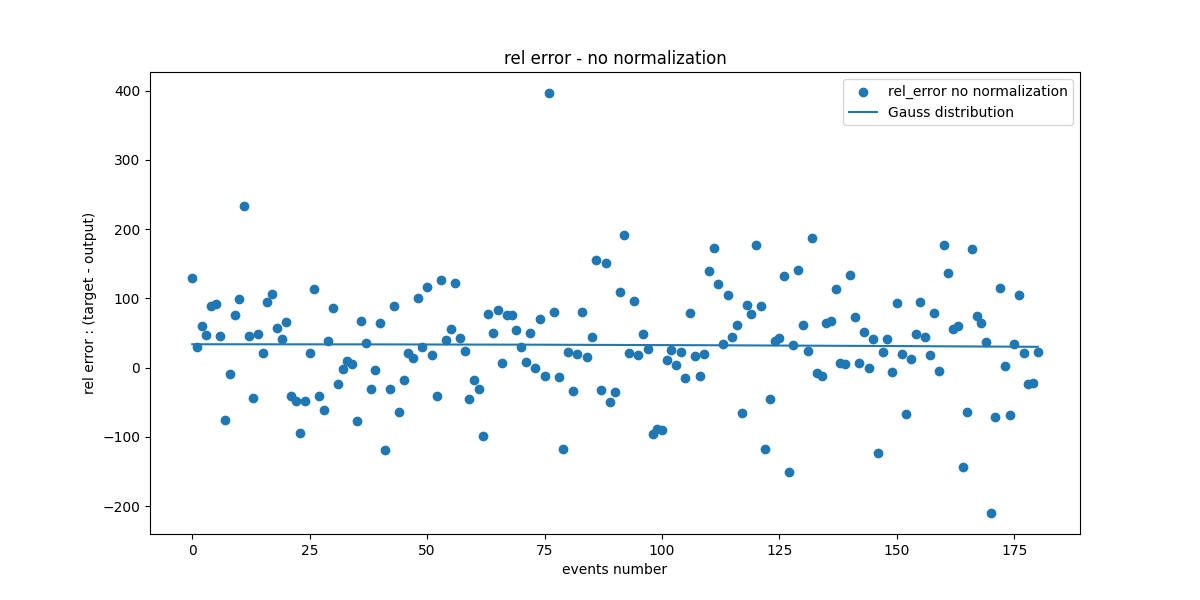 rel error - no normalization
rel_error no normalization
Gauss distribution
rel error : (target - output)
400
300
200
100
0
−100
−200
0 25 50 75 100 125 150 175
events number